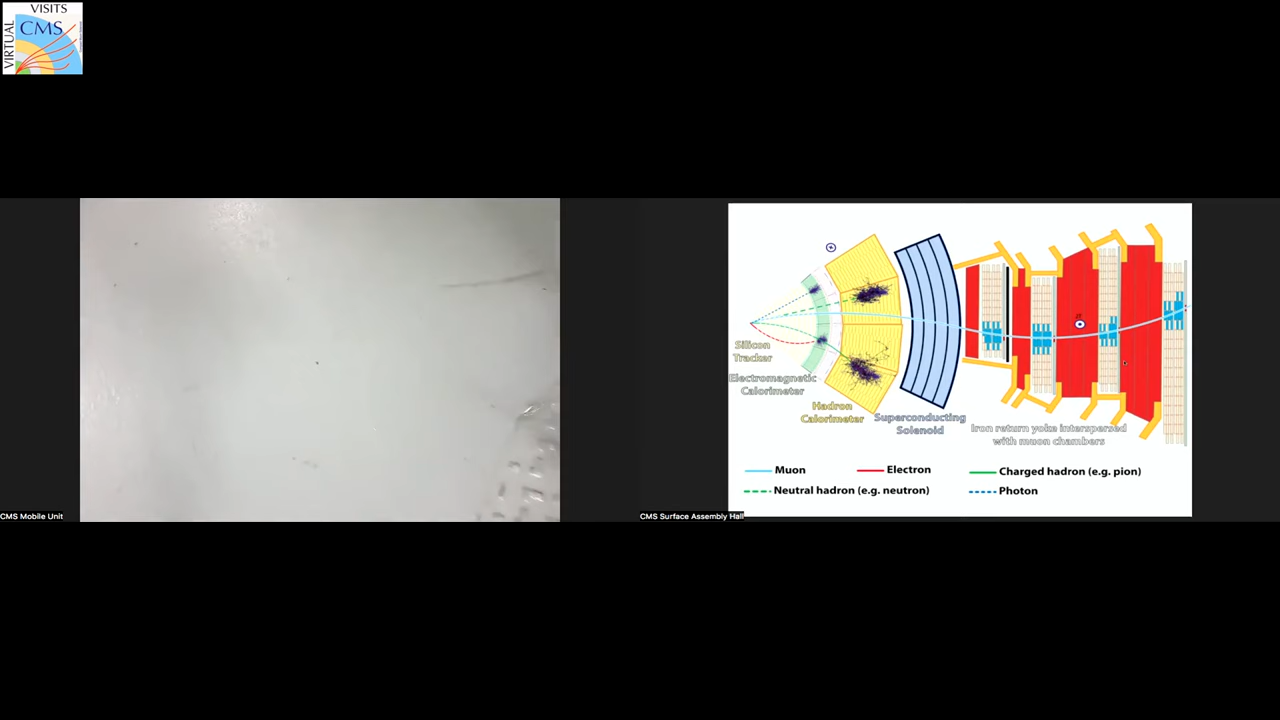 VISITS
CMS
VIRTUAL
Silicon
Tracker
Electromagnetic
Calorimeter
Hadron
Calorimeter
Superconducting
Solenoid
Iron return yoke interspersed
with muon chambers
Muon
Electron
Charged hadron (e.g. pion)
Neutral hadron (e.g. neutron)
Photon
CMS Mobile Unit
CMS Surface Assembly Hall